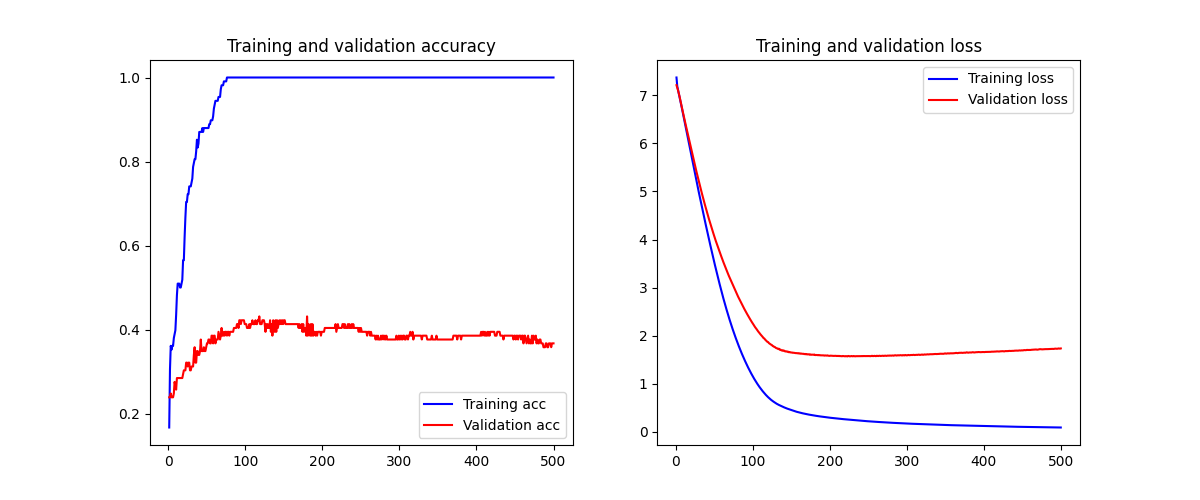 Training and validation accuracy
1.0
0.8
0.6
0.4
0.2
0 100 200 300 400 500
Training acc
Validation acc
Training and validation loss
7
6
5
4
3
2
1
0
0 100 200 300 400 500
Training loss
Validation loss